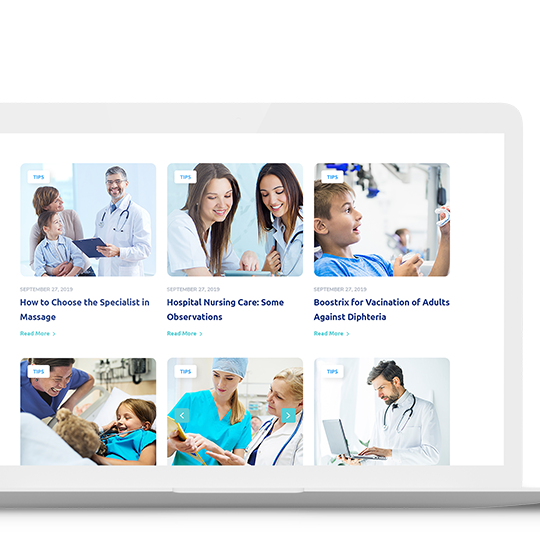 TIPS
TIPS
TIPS
SEPTEMBER 27, 2019
SEPTEMBER 27, 2019
SEPTEMBER 27, 2019
How to Choose the Specialist in
Massage
Hospital Nursing Care: Some
Observations
Boostrix for Vacination of Adults
Against Diphteria
Read More
Read More
Read More
TIPS
TIPS
TIPS